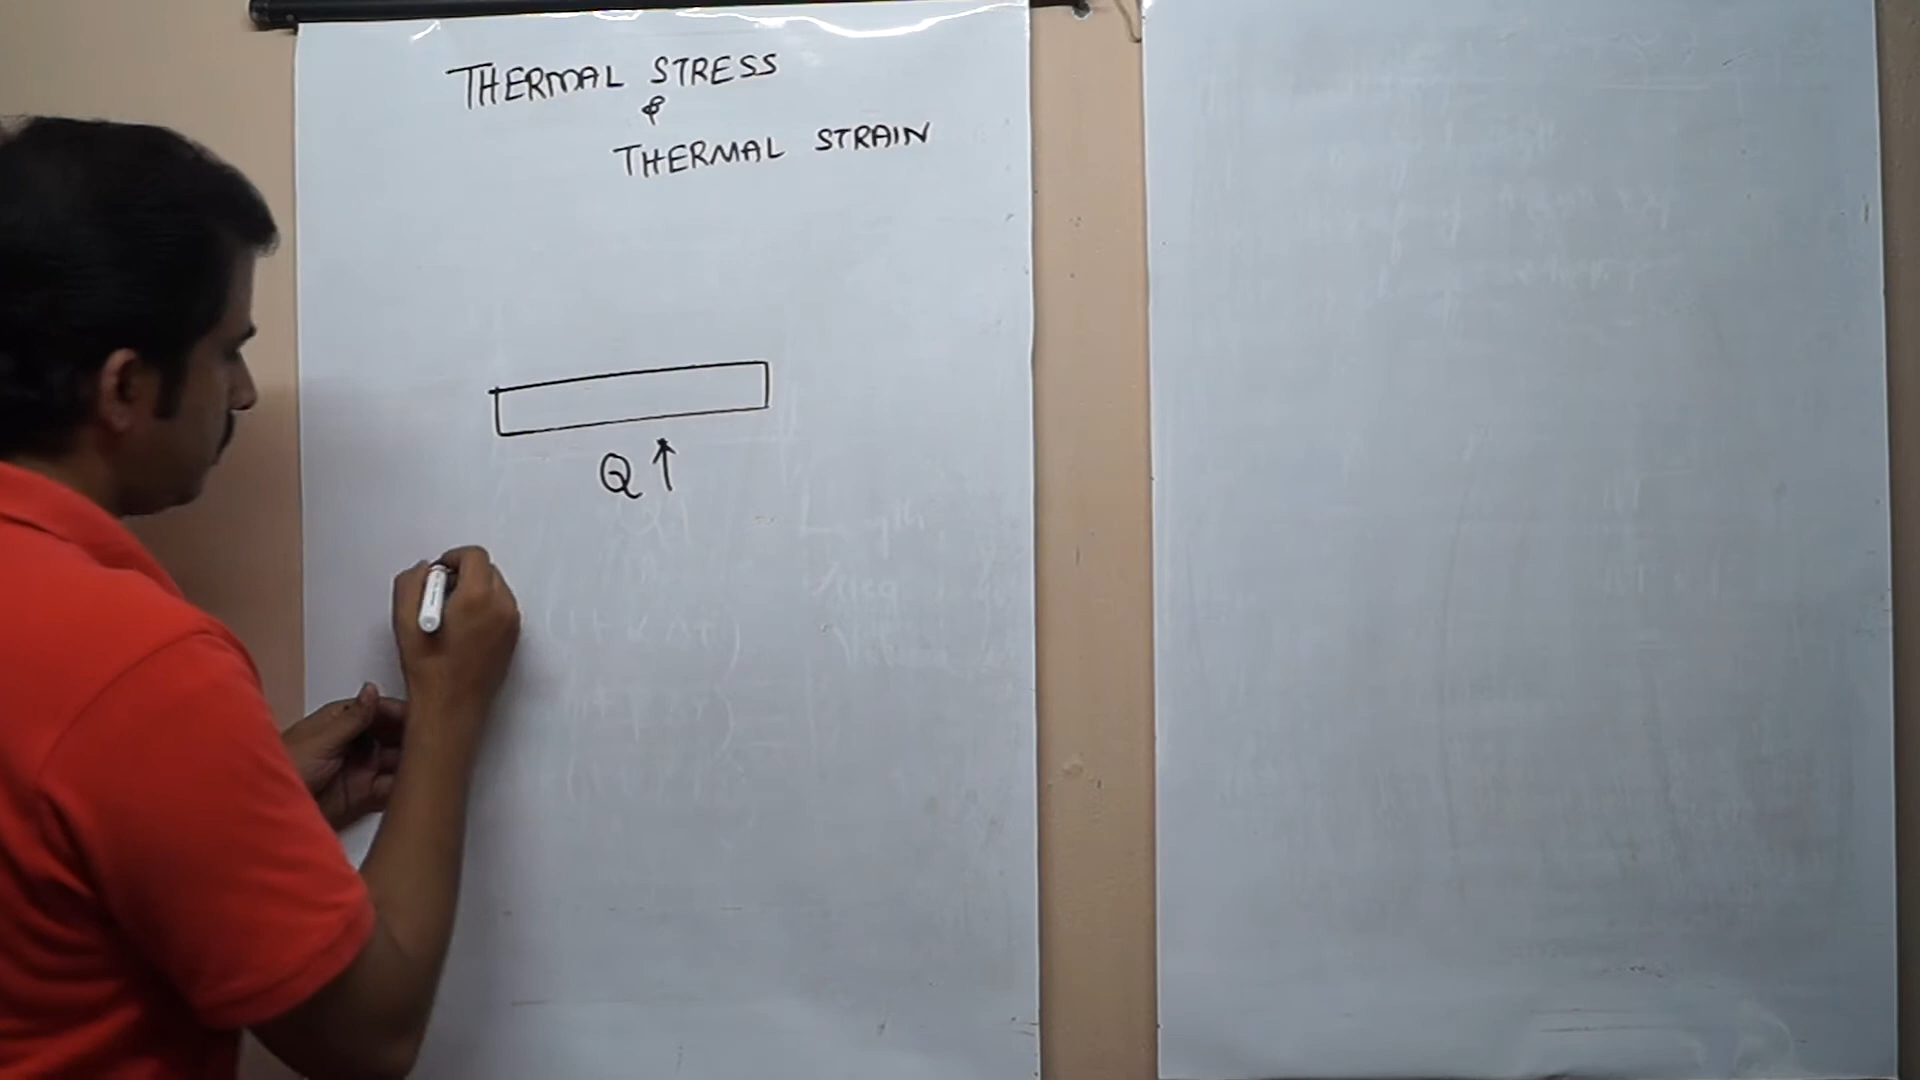 THERMAL STRESS
&
THERMAL STRAIN
Q ↑